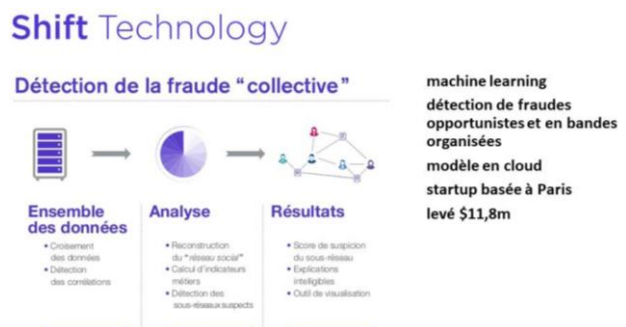 Shift Technology
Détection de la fraude “collective”
Ensemble
des données
• Croisement
des données
• Détection
des corrélations
Analyse
• Reconstruction
du “réseau social”
• Calcul d'indicateurs
métiers
• Détection des
sous-réseaux suspects
Résultats
• Score de suspicion
du sous-réseau
• Explications
intelligibles
• Outil de visualisation
machine learning
détection de fraudes
opportunistes et en bandes
organisées
modèle en cloud
startup basée à Paris
levé $11,8m